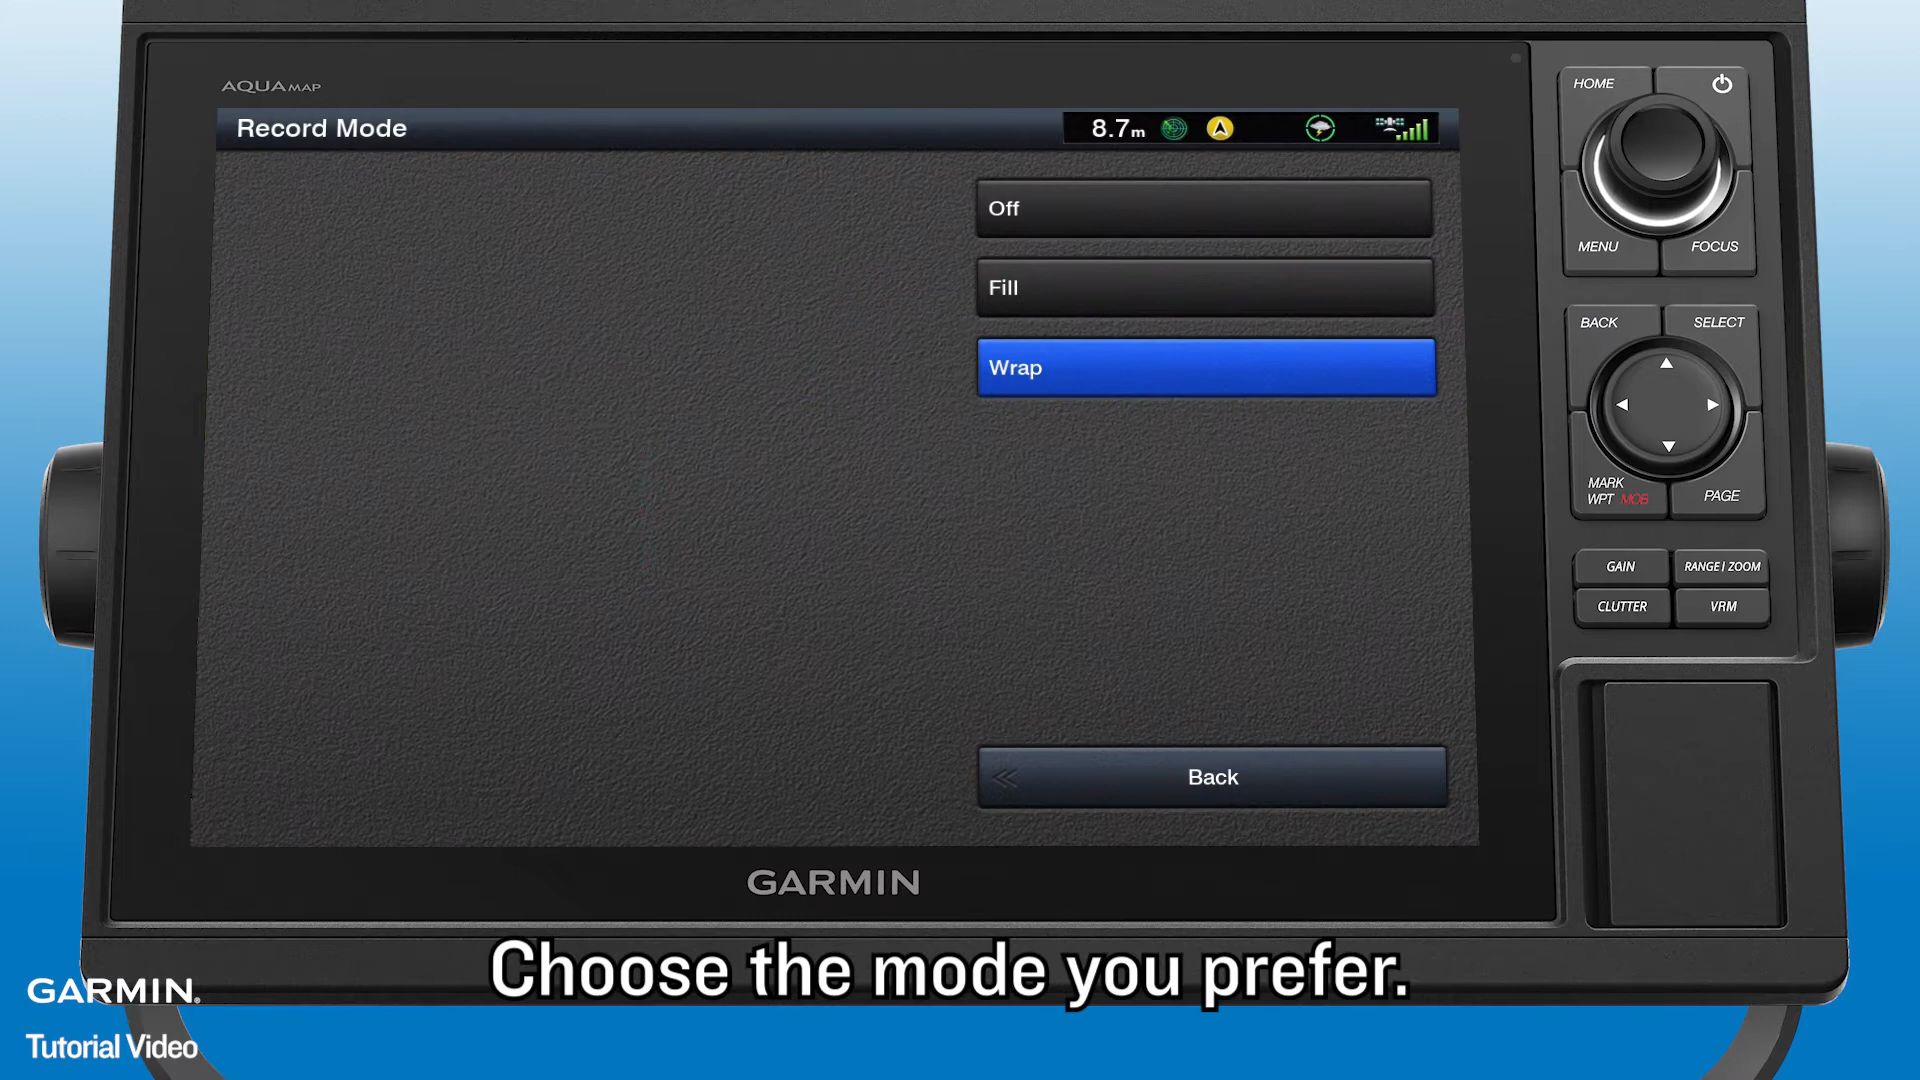 AQUAMAP
Record Mode
8.7m
Off
Fill
Wrap
Back
GARMIN
HOME
MENU
FOCUS
BACK
SELECT
MARK
WPT MOB
PAGE
GAIN
RANGE | ZOOM
CLUTTER
VRM
Choose the mode you prefer.
GARMIN®
Tutorial Video